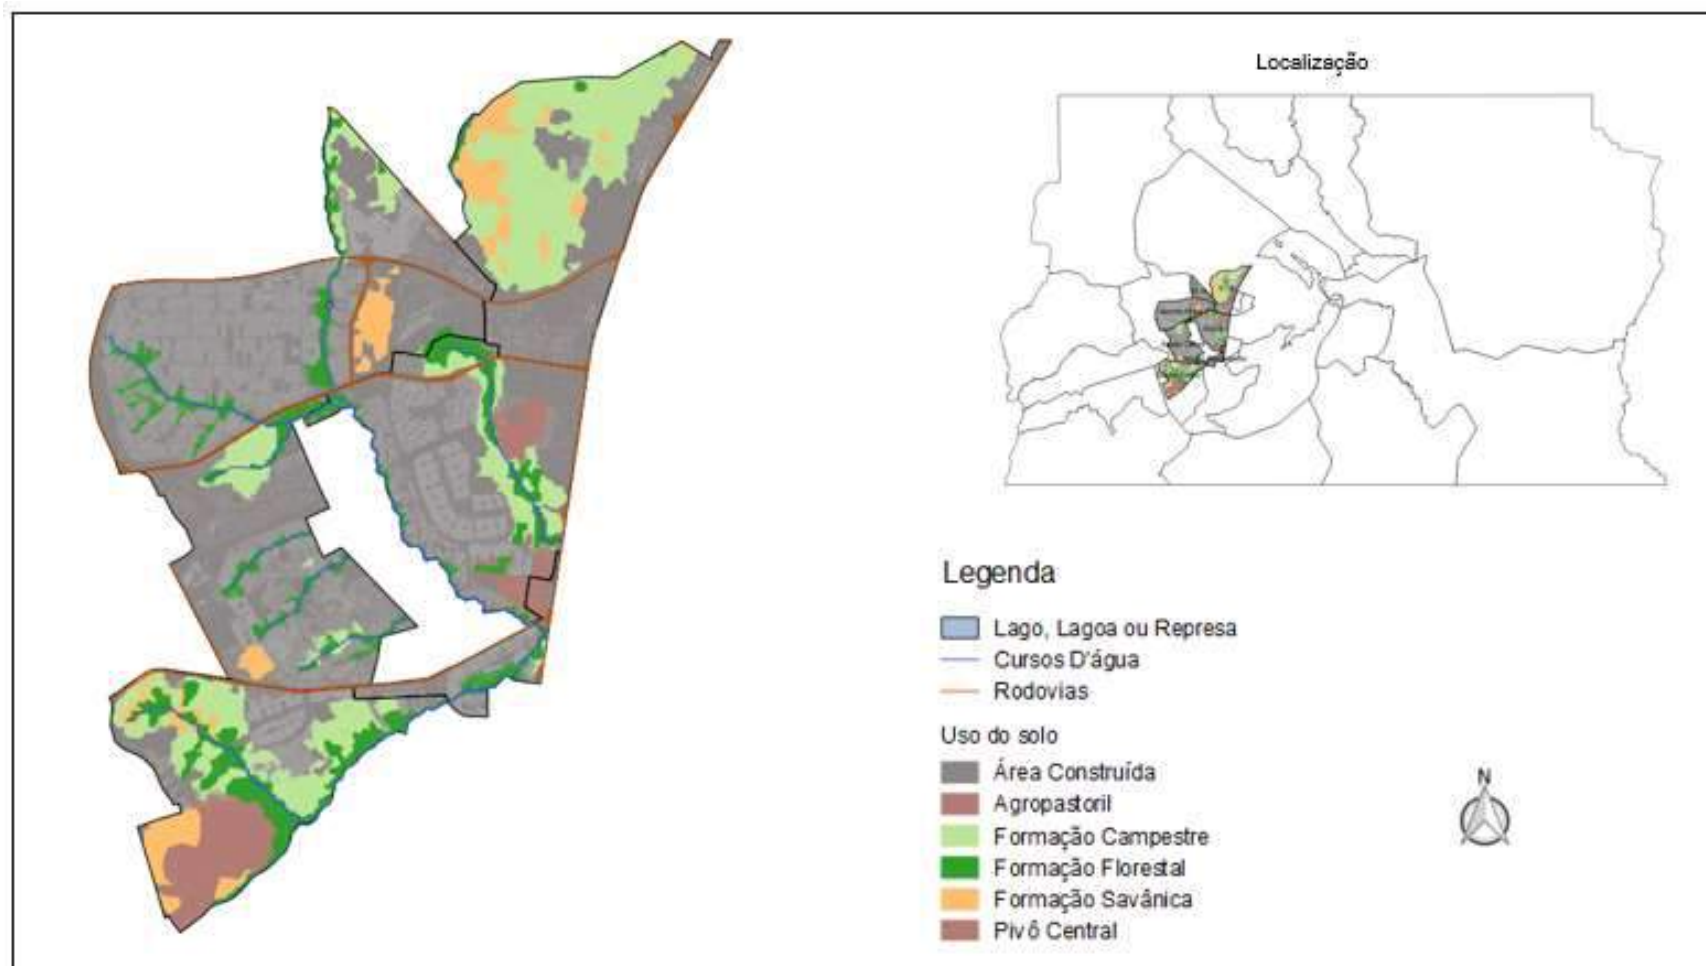 Localização
Legenda
Lago, Lagoa ou Represa
Cursos D'água
Rodovias
Uso do solo
Área Construída
Agropastoril
Formação Campestre
Formação Florestal
Formação Savânica
Pivô Central
N